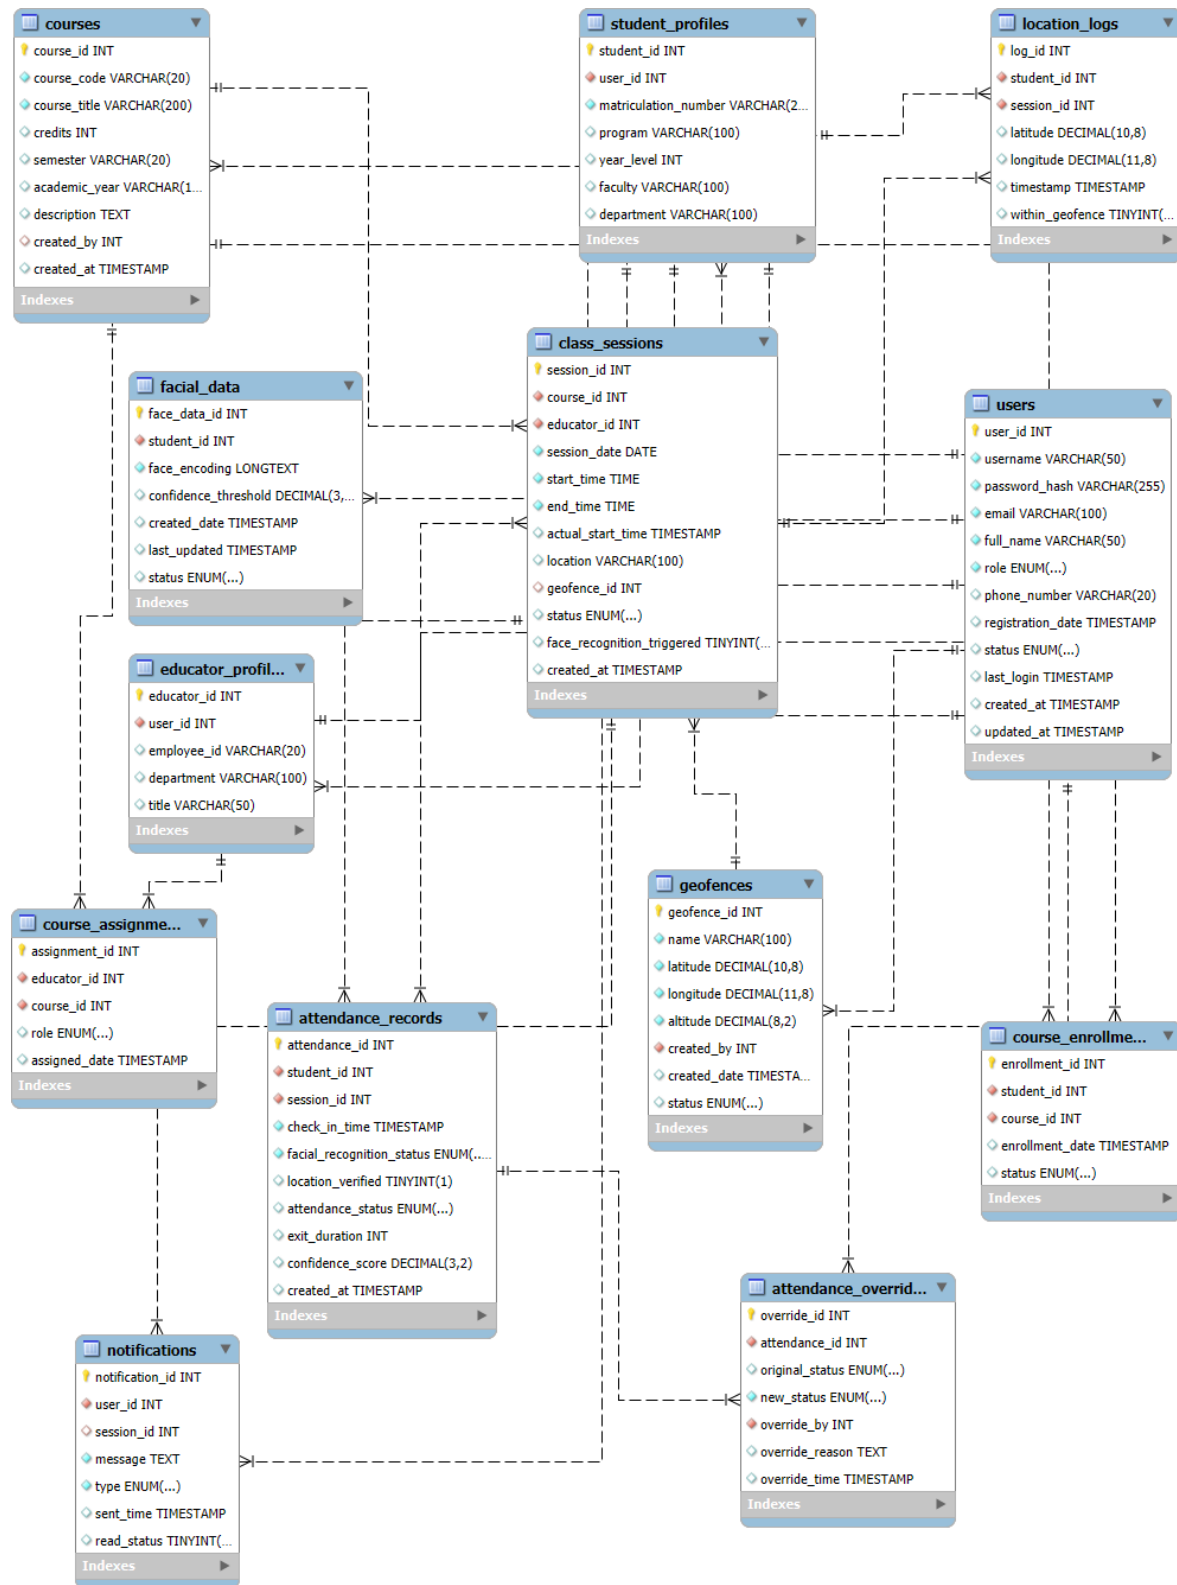 courses
course_id INT
course_code VARCHAR(20)
course_title VARCHAR(200)
credits INT
semester VARCHAR(20)
academic_year VARCHAR(1...
description TEXT
created_by INT
created_at TIMESTAMP
Indexes
student_profiles
student_id INT
user_id INT
matriculation_number VARCHAR(2...
program VARCHAR(100)
year_level INT
faculty VARCHAR(100)
department VARCHAR(100)
Indexes
location_logs
log_id INT
student_id INT
session_id INT
latitude DECIMAL(10,8)
longitude DECIMAL(11,8)
timestamp TIMESTAMP
within_geofence TINYINT(...
Indexes
class_sessions
session_id INT
course_id INT
educator_id INT
session_date DATE
start_time TIME
end_time TIME
actual_start_time TIMESTAMP
location VARCHAR(100)
geofence_id INT
status ENUM(...)
face_recognition_triggered TINYINT(...
created_at TIMESTAMP
Indexes
facial_data
face_data_id INT
student_id INT
face_encoding LONGTEXT
confidence_threshold DECIMAL(3,...
created_date TIMESTAMP
last_updated TIMESTAMP
status ENUM(...)
Indexes
users
user_id INT
username VARCHAR(50)
password_hash VARCHAR(255)
email VARCHAR(100)
full_name VARCHAR(50)
role ENUM(...)
phone_number VARCHAR(20)
registration_date TIMESTAMP
status ENUM(...)
last_login TIMESTAMP
created_at TIMESTAMP
updated_at TIMESTAMP
Indexes
educator_profil...
educator_id INT
user_id INT
employee_id VARCHAR(20)
department VARCHAR(100)
title VARCHAR(50)
Indexes
geofences
geofence_id INT
name VARCHAR(100)
latitude DECIMAL(10,8)
longitude DECIMAL(11,8)
altitude DECIMAL(8,2)
created_by INT
created_date TIMESTA...
status ENUM(...)
Indexes
course_assignme...
assignment_id INT
educator_id INT
course_id INT
role ENUM(...)
assigned_date TIMESTAMP
Indexes
attendance_records
attendance_id INT
student_id INT
session_id INT
check_in_time TIMESTAMP
facial_recognition_status ENUM(...
location_verified TINYINT(1)
attendance_status ENUM(...)
exit_duration INT
confidence_score DECIMAL(3,2)
created_at TIMESTAMP
Indexes
course_enrollme...
enrollment_id INT
student_id INT
course_id INT
enrollment_date TIMESTAMP
status ENUM(...)
Indexes
attendance_overrid...
override_id INT
attendance_id INT
original_status ENUM(...)
new_status ENUM(...)
override_by INT
override_reason TEXT
override_time TIMESTAMP
Indexes
notifications
notification_id INT
user_id INT
session_id INT
message TEXT
type ENUM(...)
sent_time TIMESTAMP
read_status TINYINT(...
Indexes